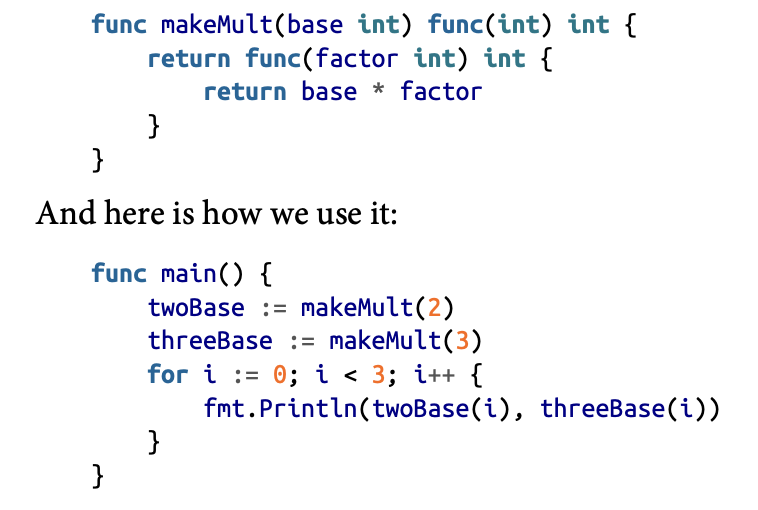 func makeMult(base int) func(int) int {
    return func(factor int) int {
        return base * factor
    }
}
And here is how we use it:
func main() {
    twoBase := makeMult(2)
    threeBase := makeMult(3)
    for i := 0; i < 3; i++ {
        fmt.Println(twoBase(i), threeBase(i))
    }
}